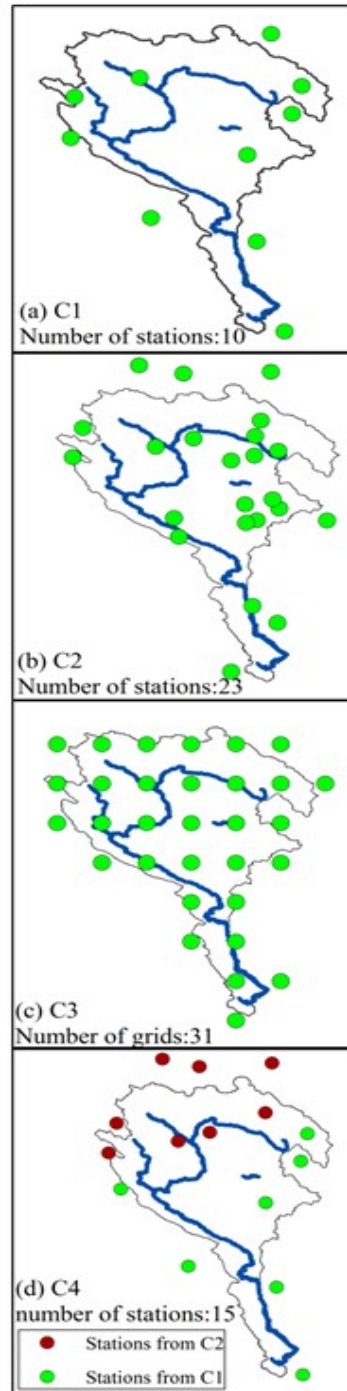 (a) C1
Number of stations:10
(b) C2
Number of stations:23
(c) C3
Number of grids:31
(d) C4
number of stations:15
Stations from C2
Stations from C1